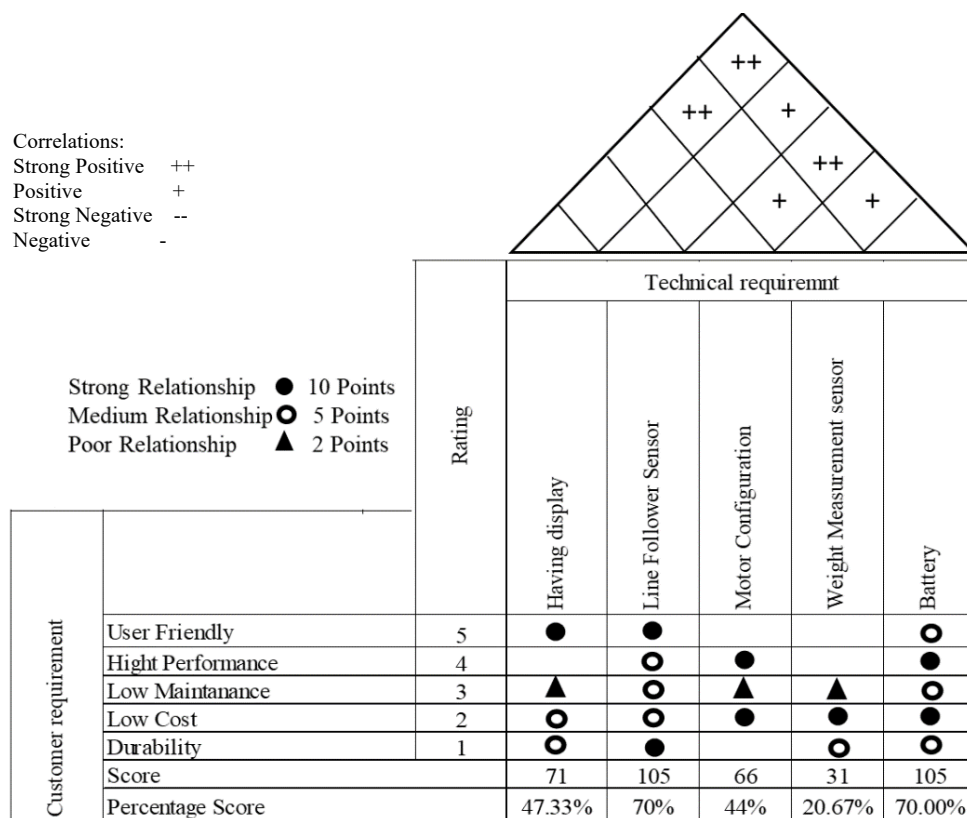 ++
++ +
Correlations:
Strong Positive ++
Positive +
Strong Negative --
Negative -
++
+ +
Technical requiremnt
Strong Relationship 10 Points
Medium Relationship 5 Points
Poor Relationship 2 Points
Rating
Having display
Line Follower Sensor
Motor Configuration
Weight Measurement sensor
Battery
Customer requirement
User Friendly 5
Hight Performance 4
Low Maintanance 3
Low Cost 2
Durability 1
Score 71 105 66 31 105
Percentage Score 47.33% 70% 44% 20.67% 70.00%